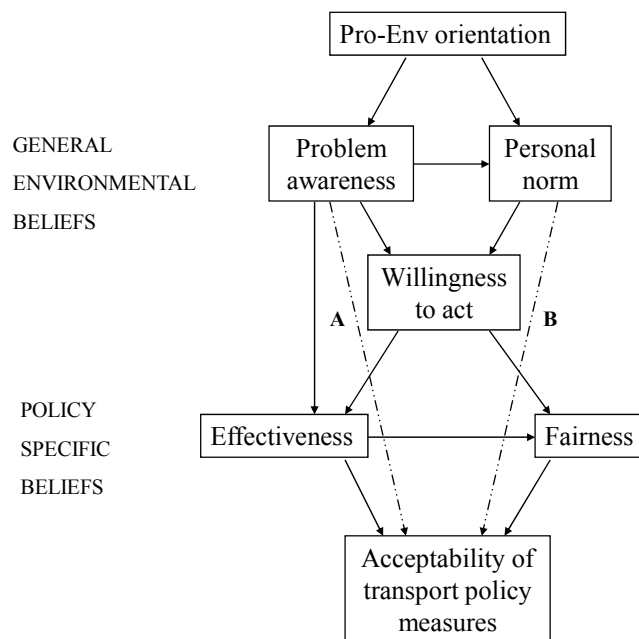 Pro-Env orientation
GENERAL
ENVIRONMENTAL
BELIEFS
Problem
awareness
Personal
norm
Willingness
to act
A
B
POLICY
SPECIFIC
BELIEFS
Effectiveness
Fairness
Acceptability of
transport policy
measures